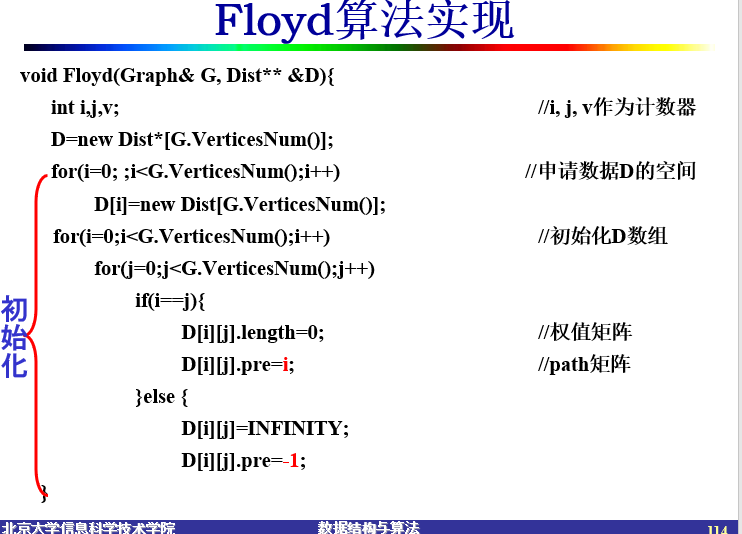 Floyd算法实现
void Floyd(Graph& G, Dist** &D){
int i,j,v; //i, j, v作为计数器
D=new Dist*[G.VerticesNum()];
for(i=0; ;i<G.VerticesNum();i++) //申请数据D的空间
D[i]=new Dist[G.VerticesNum()];
for(i=0;i<G.VerticesNum();i++) //初始化D数组
for(j=0;j<G.VerticesNum();j++)
if(i==j){
D[i][j].length=0; //权值矩阵
D[i][j].pre=i; //path矩阵
}else {
D[i][j]=INFINITY;
D[i][j].pre=-1;
}
初始化
北京大学信息科学技术学院 数据结构与算法 114